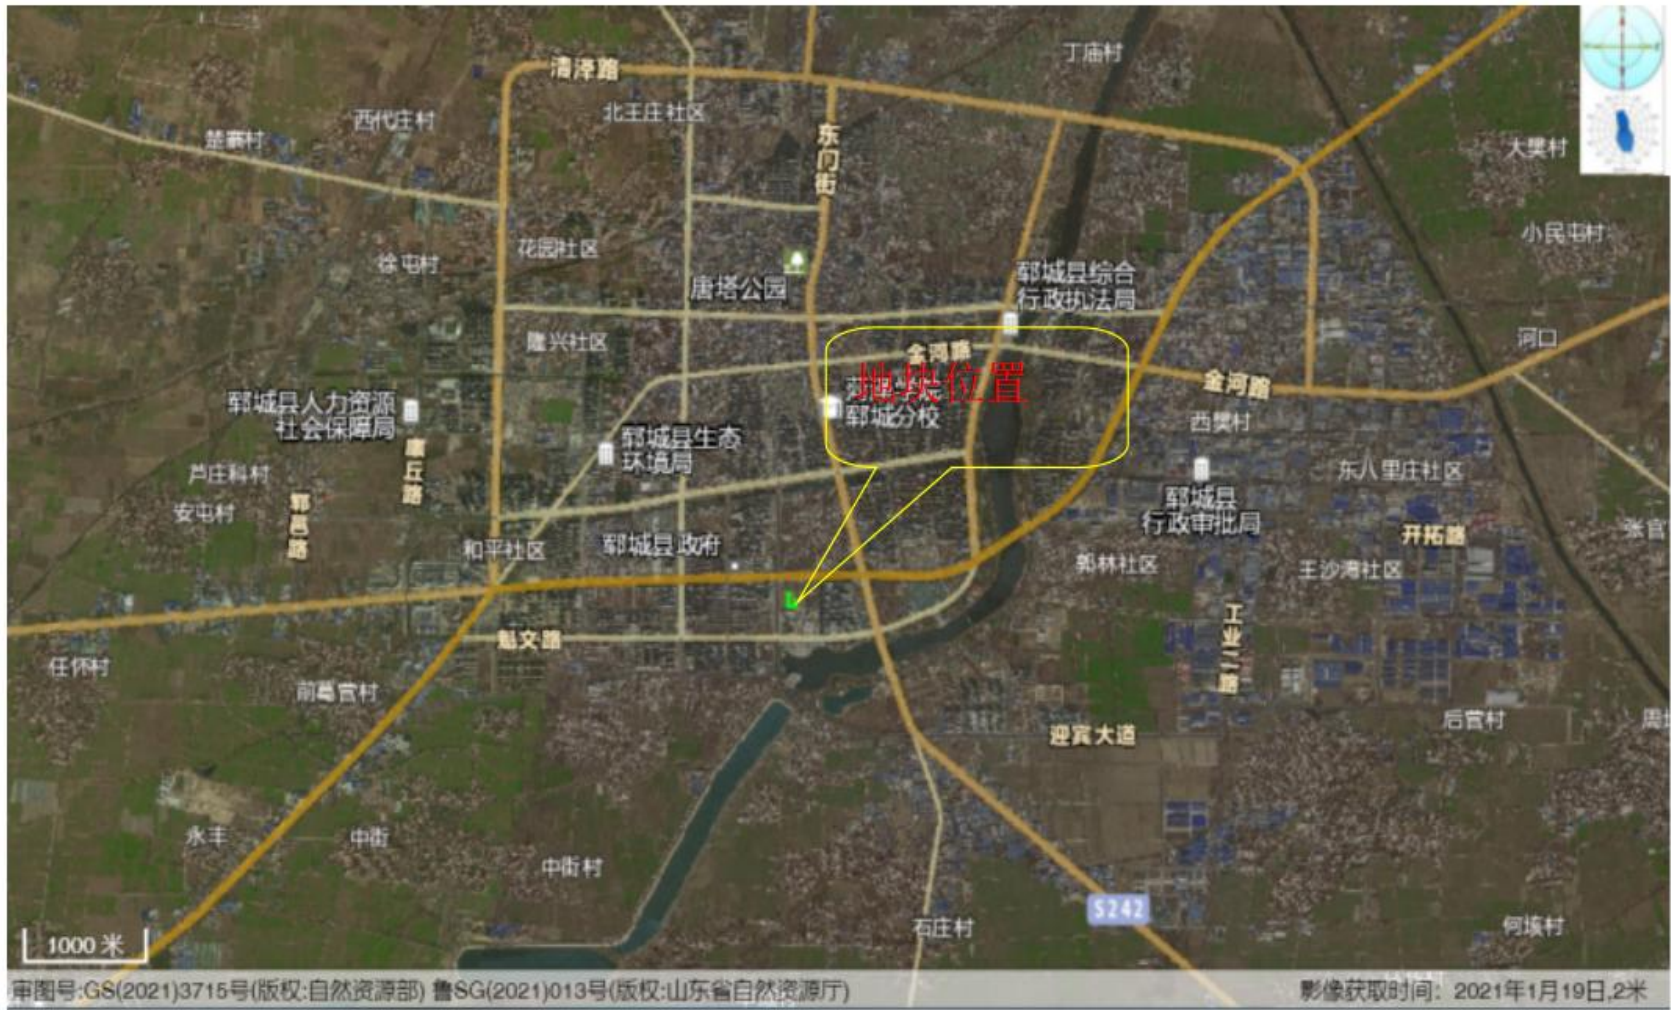 丁庙村
清泽路
北王庄社区
西代庄村
楚寨村
东门街
大樊村
小民屯村
花园社区
徐屯村
唐塔公园
郓城县综合
行政执法局
河口
隆兴社区
金河路
地块位置
郓城分校
金河路
西樊村
郓城县人力资源
社会保障局
廪丘路
郓城县生态
环境局
芦庄科村
安屯村
郓邑路
东八里庄社区
郓城县
行政审批局
开拓路
张官
和平社区
郓城县政府
郭林社区
王沙湾社区
工业二路
魁文路
任怀村
前葛营村
后营村
周
迎宾大道
永丰
中街
中街村
S242
石庄村
何垓村
1000 米
审图号:GS(2021)3715号(版权:自然资源部) 鲁SG(2021)013号(版权:山东省自然资源厅)
影像获取时间：2021年1月19日,2米